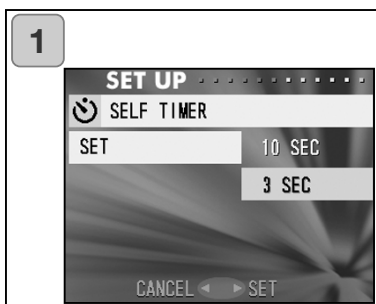 1
SET UP
SELF TIMER
SET
10 SEC
3 SEC
CANCEL SET